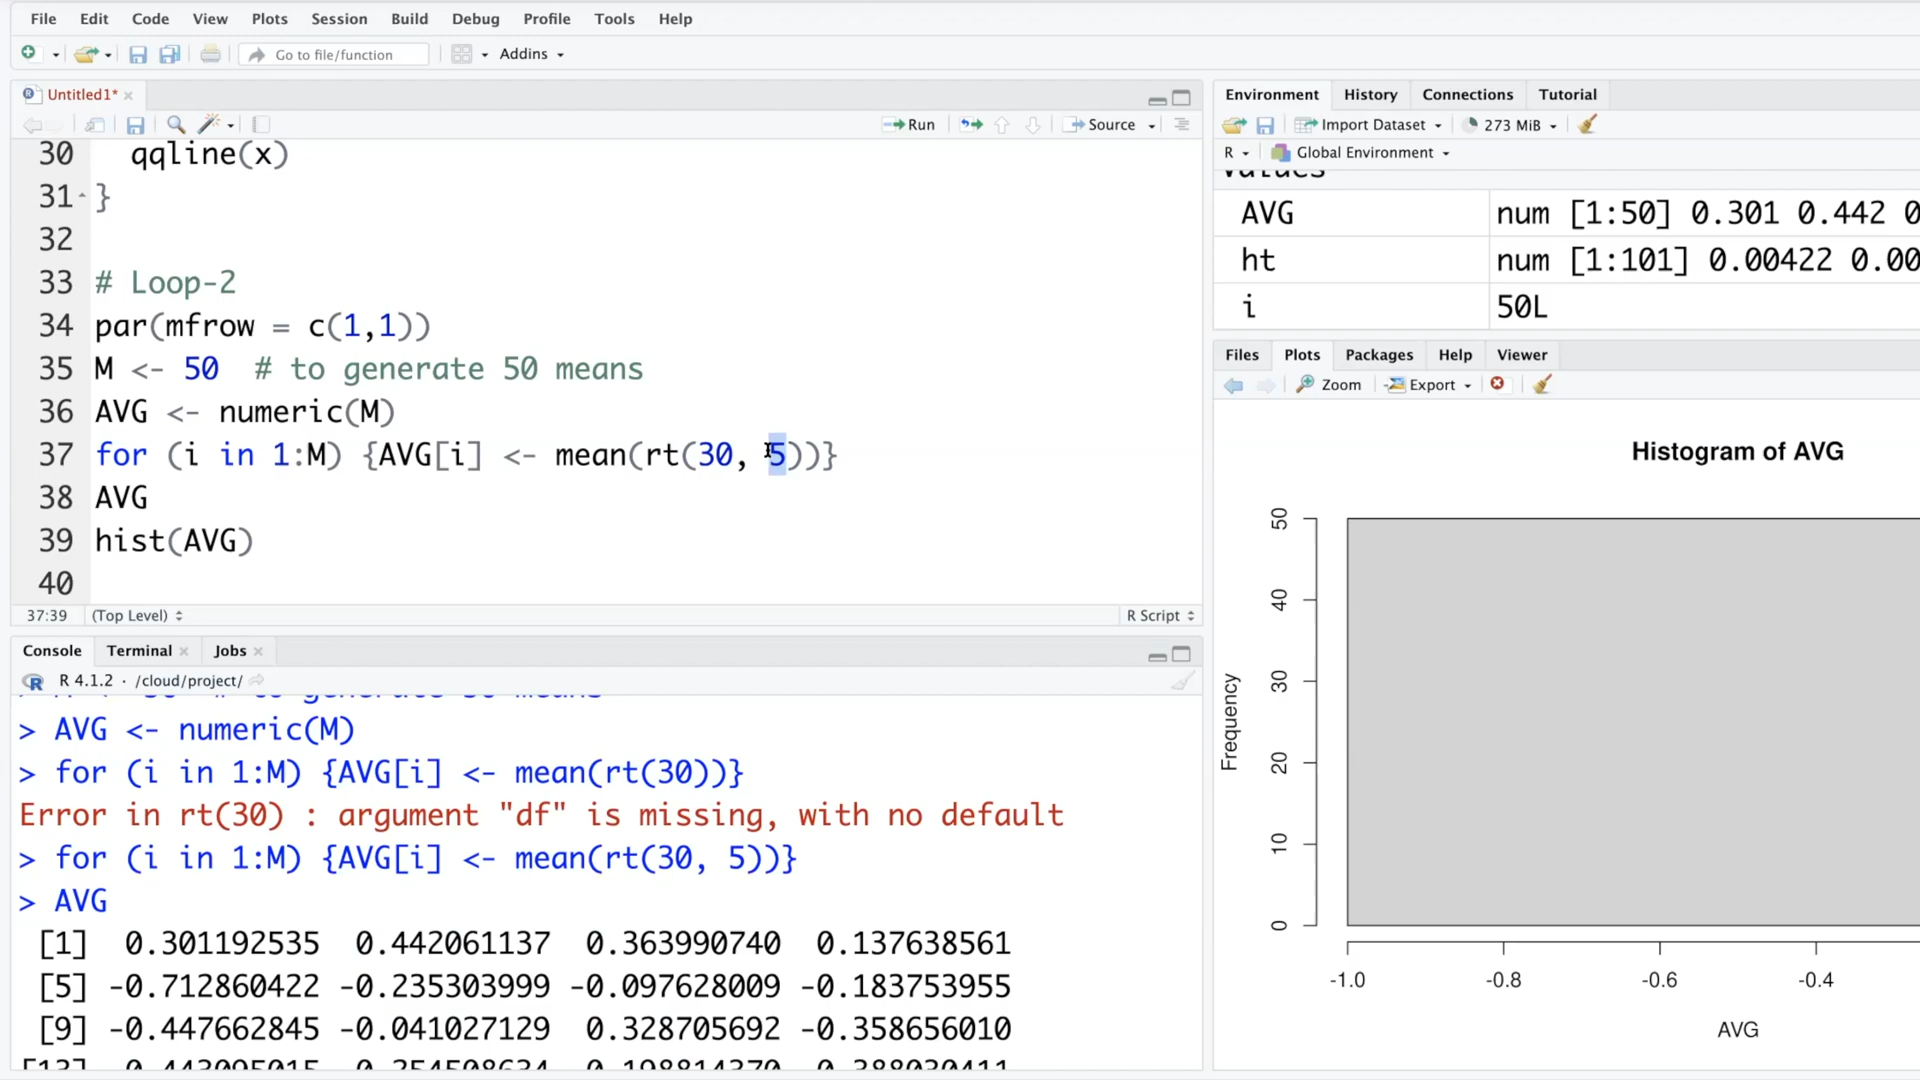 File Edit Code View Plots Session Build Debug Profile Tools Help
Go to file/function Addins
Untitled1*
Run Source
30 qqline(x)
31 }
32
33 # Loop-2
34 par(mfrow = c(1,1))
35 M <- 50 # to generate 50 means
36 AVG <- numeric(M)
37 for (i in 1:M) {AVG[i] <- mean(rt(30, 5))}
38 AVG
39 hist(AVG)
40
37:39 (Top Level) R Script
Console Terminal Jobs
R 4.1.2 · /cloud/project/
> AVG <- numeric(M)
> for (i in 1:M) {AVG[i] <- mean(rt(30))}
Error in rt(30) : argument "df" is missing, with no default
> for (i in 1:M) {AVG[i] <- mean(rt(30, 5))}
> AVG
[1] 0.301192535 0.442061137 0.363990740 0.137638561
[5] -0.712860422 -0.235303999 -0.097628009 -0.183753955
[9] -0.447662845 -0.041027129 0.328705692 -0.358656010
Environment History Connections Tutorial
Import Dataset 273 MiB
R Global Environment
Values
AVG num [1:50] 0.301 0.442 0
ht num [1:101] 0.00422 0.00
i 50L
Files Plots Packages Help Viewer
Zoom Export
Histogram of AVG
Frequency
50
40
30
20
10
0
-1.0 -0.8 -0.6 -0.4
AVG